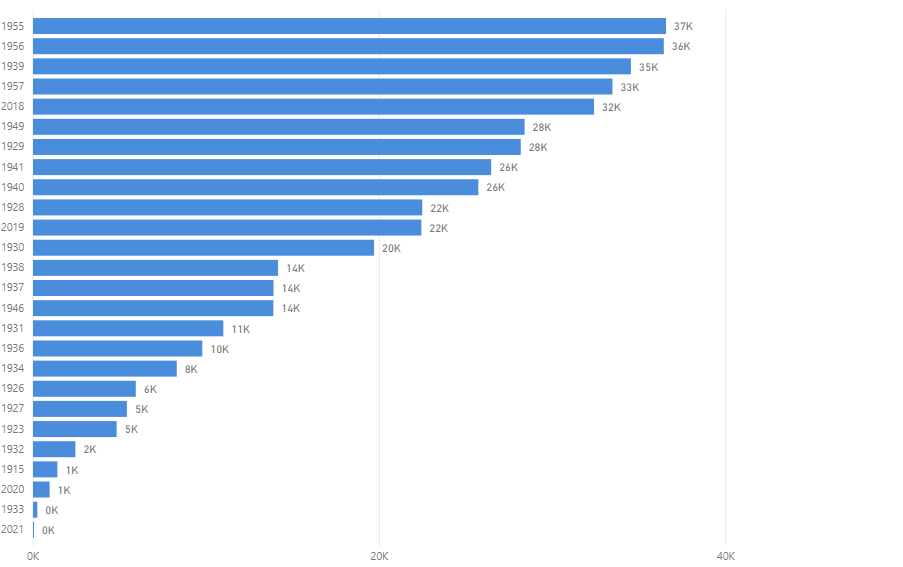 1955 37K
1956 36K
1939 35K
1957 33K
2018 32K
1949 28K
1929 28K
1941 26K
1940 26K
1928 22K
2019 22K
1930 20K
1938 14K
1937 14K
1946 14K
1931 11K
1936 10K
1934 8K
1926 6K
1927 5K
1923 5K
1932 2K
1915 1K
2020 1K
1933 0K
2021 0K
0K 20K 40K